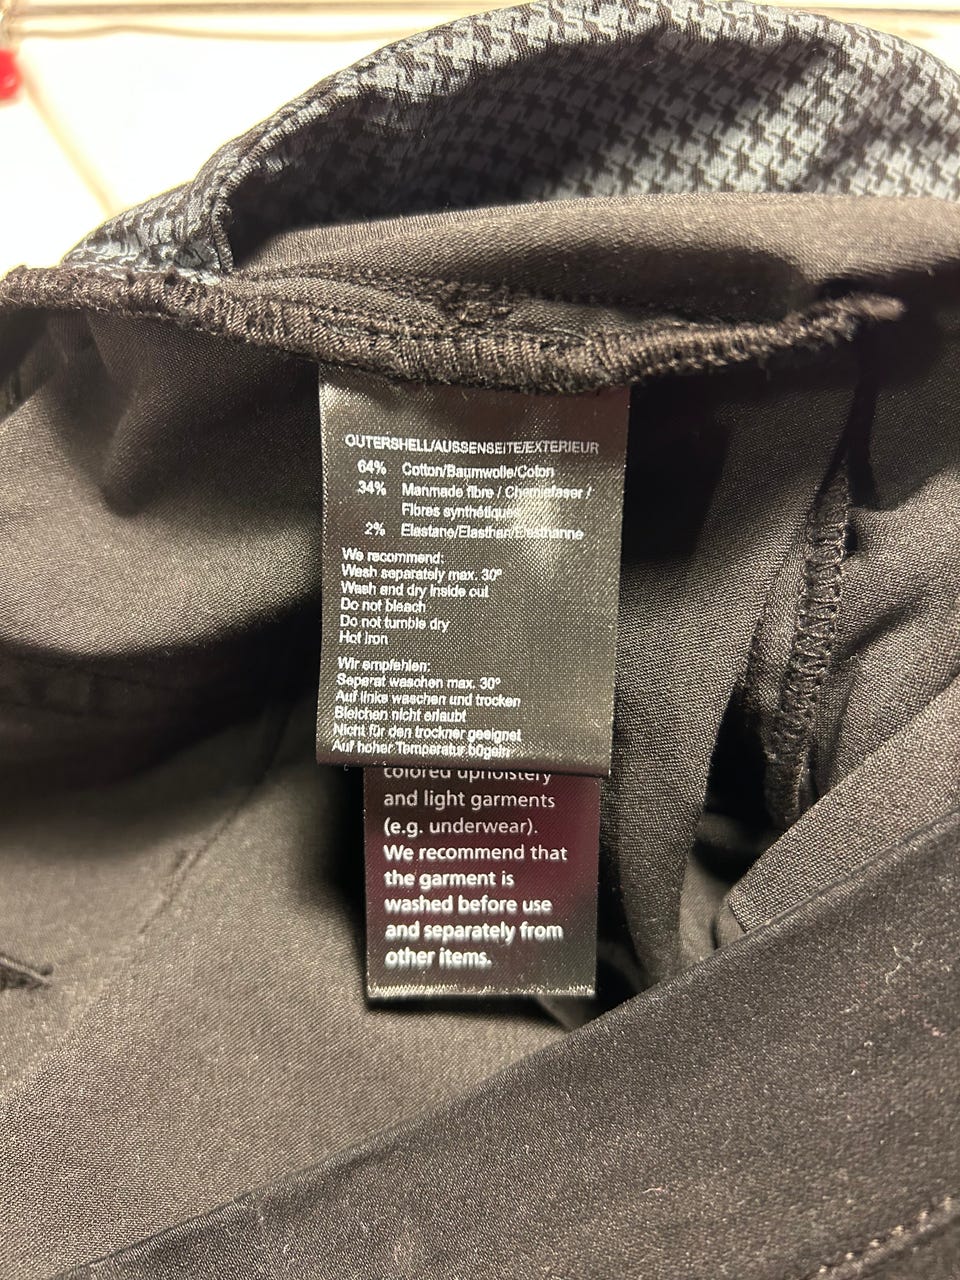 OUTERSHELL/AUSSENSEITE/EXTERIEUR
64% Cotton/Baumwolle/Coton
34% Manmade fibre / Chemiefaser /
Fibres synthétiques
2% Elastane/Elasthan/Elasthanne
We recommend:
Wash separately max. 30°
Wash and dry inside out
Do not bleach
Do not tumble dry
Hot Iron
Wir empfehlen:
Separat waschen max. 30°
Auf links waschen und trocken
Bleichen nicht erlaubt
Nicht für den trockner geeignet
Auf hoher Temperatur bügeln
colored upholstery
and light garments
(e.g. underwear).
We recommend that
the garment is
washed before use
and separately from
other items.